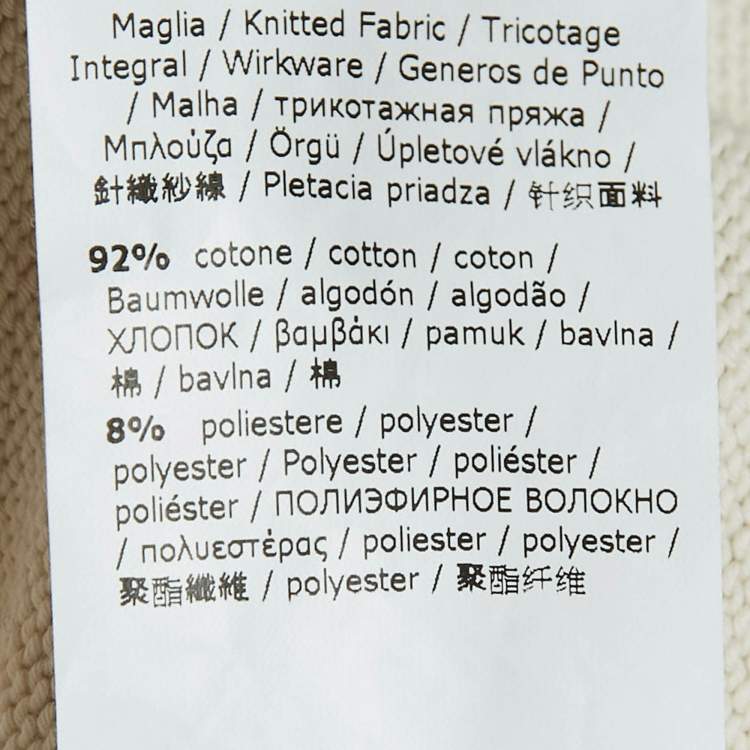 Maglia / Knitted Fabric / Tricotage
Integral / Wirkware / Generos de Punto
/ Malha / трикотажная пряжа /
Μπλούζα / Örgü / Úpletové vlákno /
針織紗線 / Pletacia priadza / 针织面料
92% cotone / cotton / coton /
Baumwolle / algodón / algodão /
ХЛОПОК / βαμβάκι / pamuk / bavlna /
棉 / bavlna / 棉
8% poliestere / polyester /
polyester / Polyester / poliéster /
poliéster / ПОЛИЭФИРНОЕ ВОЛОКНО
/ πολυεστέρας / poliester / polyester /
聚酯纖維 / polyester / 聚酯纤维